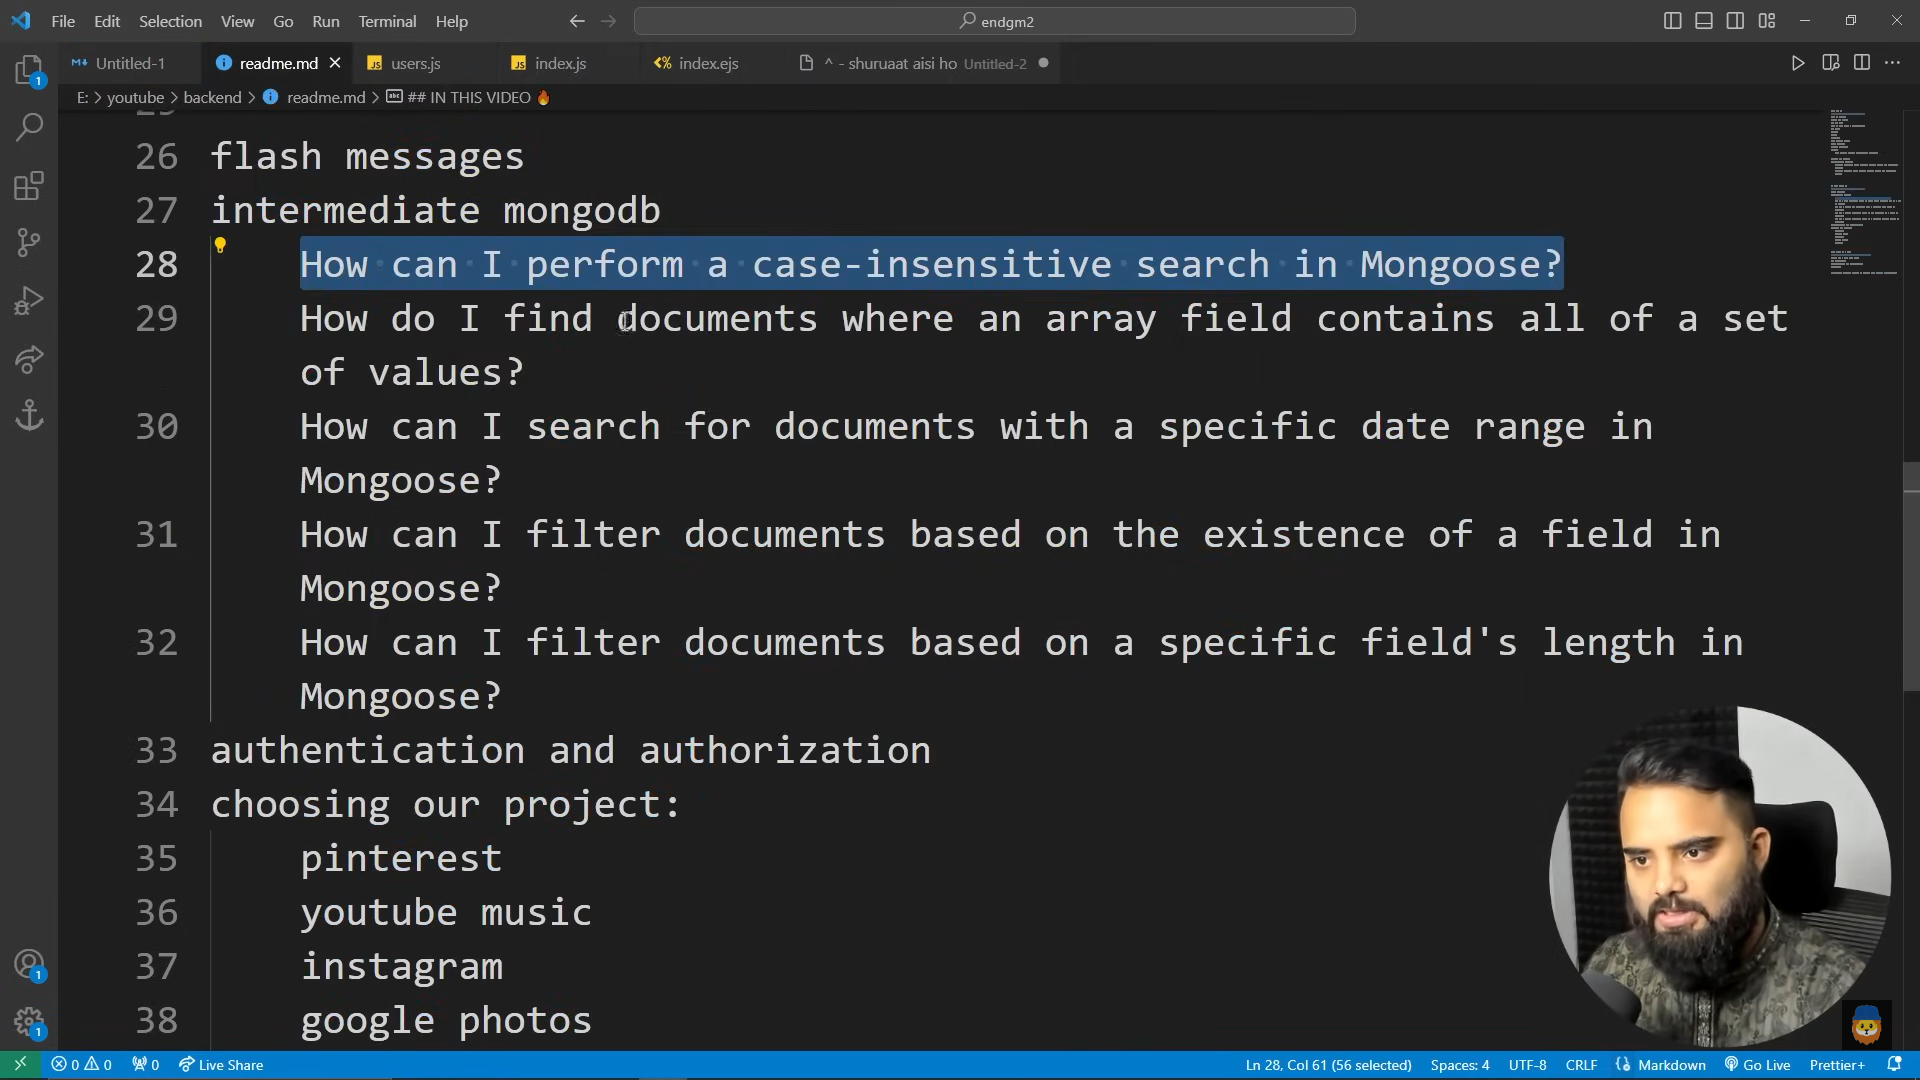 File Edit Selection View Go Run Terminal Help endgm2
Untitled-1 readme.md users.js index.js index.ejs ^ - shuruaat aisi ho Untitled-2
E: > youtube > backend > readme.md > ## IN THIS VIDEO 🔥
26 flash messages
27 intermediate mongodb
28 How can I perform a case-insensitive search in Mongoose?
29 How do I find documents where an array field contains all of a set
of values?
30 How can I search for documents with a specific date range in
Mongoose?
31 How can I filter documents based on the existence of a field in
Mongoose?
32 How can I filter documents based on a specific field's length in
Mongoose?
33 authentication and authorization
34 choosing our project:
35 pinterest
36 youtube music
37 instagram
38 google photos
0 0 0 Live Share Ln 28, Col 61 (56 selected) Spaces: 4 UTF-8 CRLF Markdown Go Live Prettier+